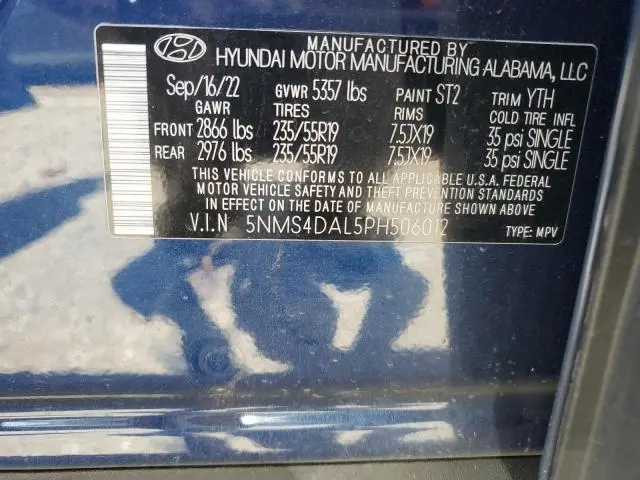 MANUFACTURED BY
HYUNDAI MOTOR MANUFACTURING ALABAMA, LLC
Sep/16/22 GVWR 5357 lbs PAINT ST2 TRIM YTH
GAWR TIRES RIMS COLD TIRE INFL
FRONT 2866 lbs 235/55R19 7.5JX19 35 psi SINGLE
REAR 2976 lbs 235/55R19 7.5JX19 35 psi SINGLE
THIS VEHICLE CONFORMS TO ALL APPLICABLE U.S.A. FEDERAL
MOTOR VEHICLE SAFETY AND THEFT PREVENTION STANDARDS
IN EFFECT ON THE DATE OF MANUFACTURE SHOWN ABOVE.
V.I.N 5NMS4DAL5PH506012 TYPE: MPV